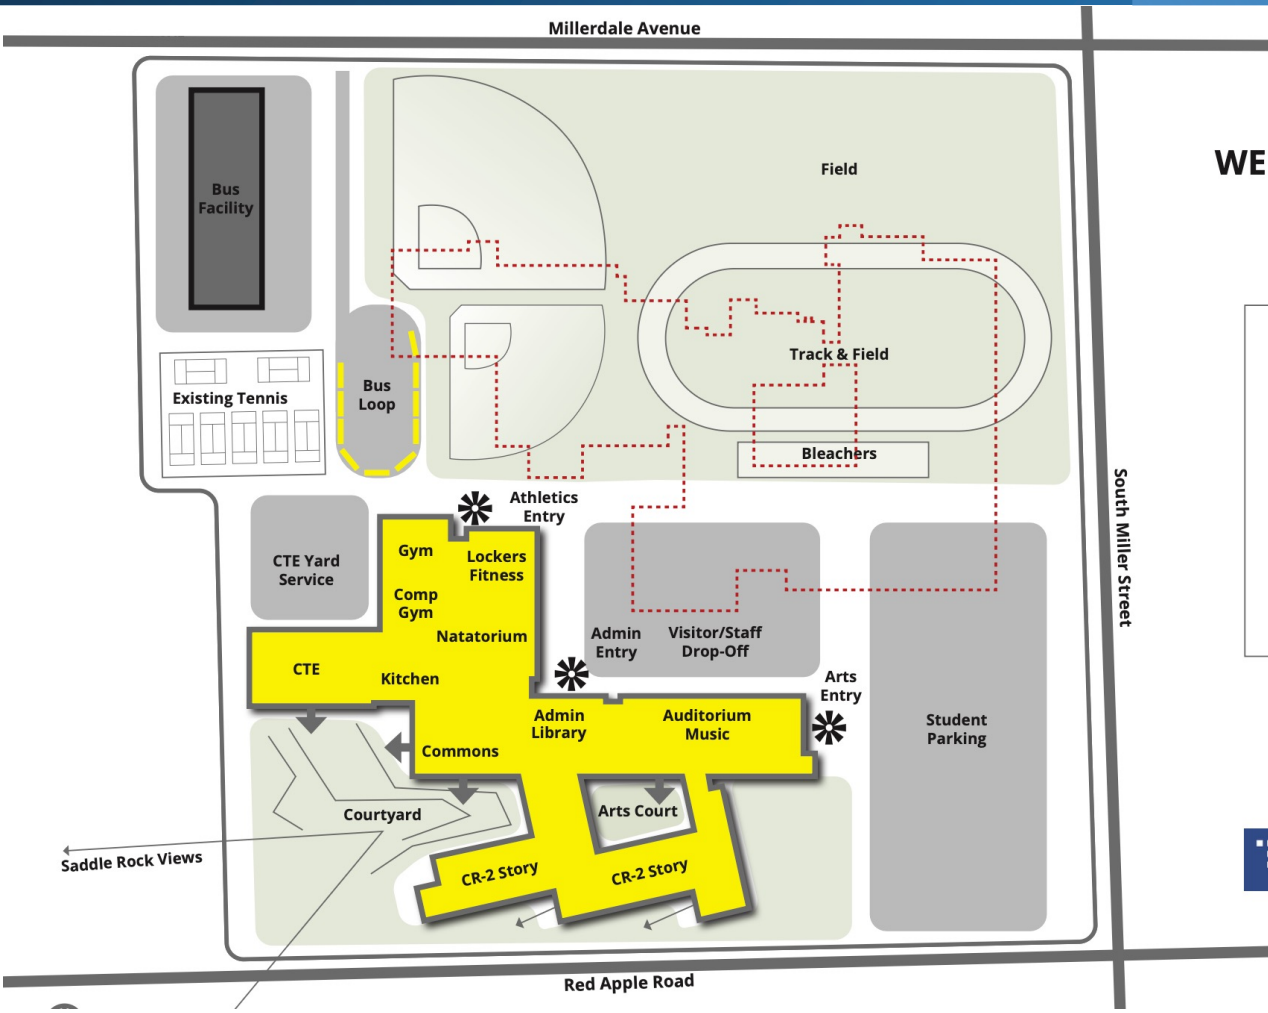 Millerdale Avenue
WE
Field
Bus
Facility
Track & Field
Bus
Loop
Existing Tennis
Bleachers
South Miller Street
Athletics
Entry
CTE Yard
Service
Gym
Lockers
Fitness
Comp
Gym
Natatorium
Admin
Entry
Visitor/Staff
Drop-Off
CTE
Kitchen
Arts
Entry
Admin
Library
Auditorium
Music
Student
Parking
Commons
Courtyard
Arts Court
Saddle Rock Views
CR-2 Story
CR-2 Story
Red Apple Road